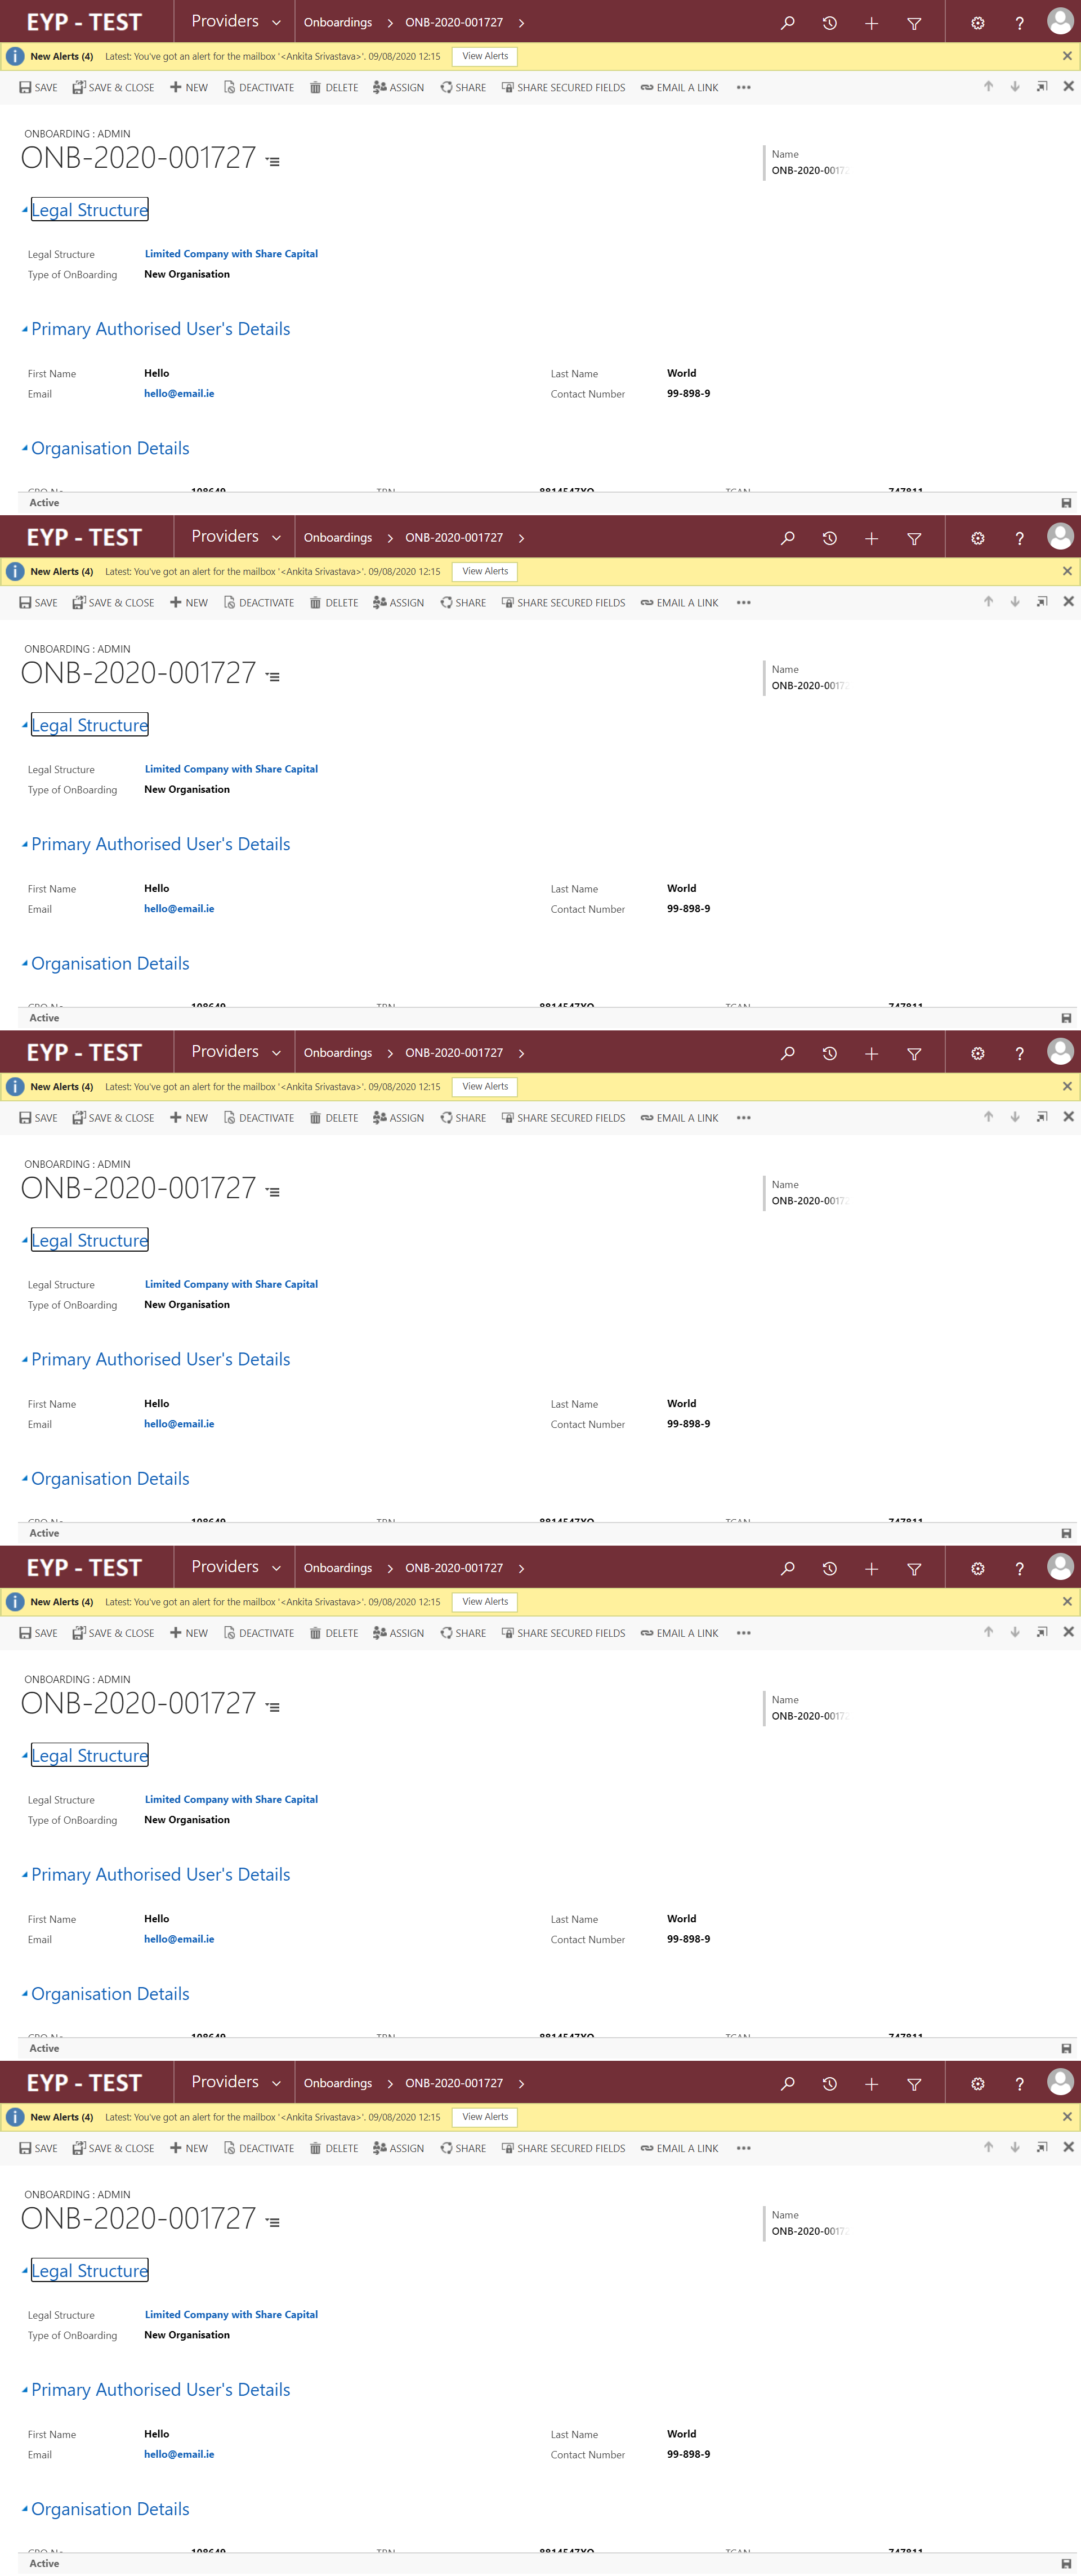 EYP - TEST Providers Onboardings ONB-2020-001727
New Alerts (4) Latest: You've got an alert for the mailbox '<Ankita Srivastava>'. 09/08/2020 12:15 View Alerts
SAVE SAVE & CLOSE NEW DEACTIVATE DELETE ASSIGN SHARE SHARE SECURED FIELDS EMAIL A LINK
ONBOARDING : ADMIN
ONB-2020-001727
Name
ONB-2020-00172
Legal Structure
Legal Structure Limited Company with Share Capital
Type of OnBoarding New Organisation
Primary Authorised User's Details
First Name Hello Last Name World
Email hello@email.ie Contact Number 99-898-9
Organisation Details
Active
EYP - TEST Providers Onboardings ONB-2020-001727
New Alerts (4) Latest: You've got an alert for the mailbox '<Ankita Srivastava>'. 09/08/2020 12:15 View Alerts
SAVE SAVE & CLOSE NEW DEACTIVATE DELETE ASSIGN SHARE SHARE SECURED FIELDS EMAIL A LINK
ONBOARDING : ADMIN
ONB-2020-001727
Name
ONB-2020-00172
Legal Structure
Legal Structure Limited Company with Share Capital
Type of OnBoarding New Organisation
Primary Authorised User's Details
First Name Hello Last Name World
Email hello@email.ie Contact Number 99-898-9
Organisation Details
Active
EYP - TEST Providers Onboardings ONB-2020-001727
New Alerts (4) Latest: You've got an alert for the mailbox '<Ankita Srivastava>'. 09/08/2020 12:15 View Alerts
SAVE SAVE & CLOSE NEW DEACTIVATE DELETE ASSIGN SHARE SHARE SECURED FIELDS EMAIL A LINK
ONBOARDING : ADMIN
ONB-2020-001727
Name
ONB-2020-00172
Legal Structure
Legal Structure Limited Company with Share Capital
Type of OnBoarding New Organisation
Primary Authorised User's Details
First Name Hello Last Name World
Email hello@email.ie Contact Number 99-898-9
Organisation Details
Active
EYP - TEST Providers Onboardings ONB-2020-001727
New Alerts (4) Latest: You've got an alert for the mailbox '<Ankita Srivastava>'. 09/08/2020 12:15 View Alerts
SAVE SAVE & CLOSE NEW DEACTIVATE DELETE ASSIGN SHARE SHARE SECURED FIELDS EMAIL A LINK
ONBOARDING : ADMIN
ONB-2020-001727
Name
ONB-2020-00172
Legal Structure
Legal Structure Limited Company with Share Capital
Type of OnBoarding New Organisation
Primary Authorised User's Details
First Name Hello Last Name World
Email hello@email.ie Contact Number 99-898-9
Organisation Details
Active
EYP - TEST Providers Onboardings ONB-2020-001727
New Alerts (4) Latest: You've got an alert for the mailbox '<Ankita Srivastava>'. 09/08/2020 12:15 View Alerts
SAVE SAVE & CLOSE NEW DEACTIVATE DELETE ASSIGN SHARE SHARE SECURED FIELDS EMAIL A LINK
ONBOARDING : ADMIN
ONB-2020-001727
Name
ONB-2020-00172
Legal Structure
Legal Structure Limited Company with Share Capital
Type of OnBoarding New Organisation
Primary Authorised User's Details
First Name Hello Last Name World
Email hello@email.ie Contact Number 99-898-9
Organisation Details
Active